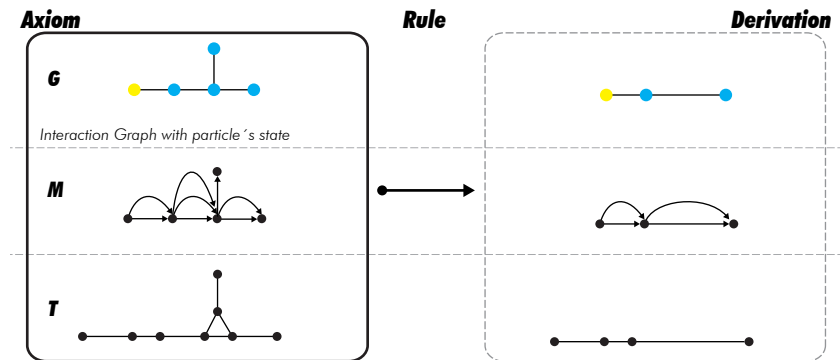 Axiom
Rule
Derivation
G
Interaction Graph with particle´s state
M
T